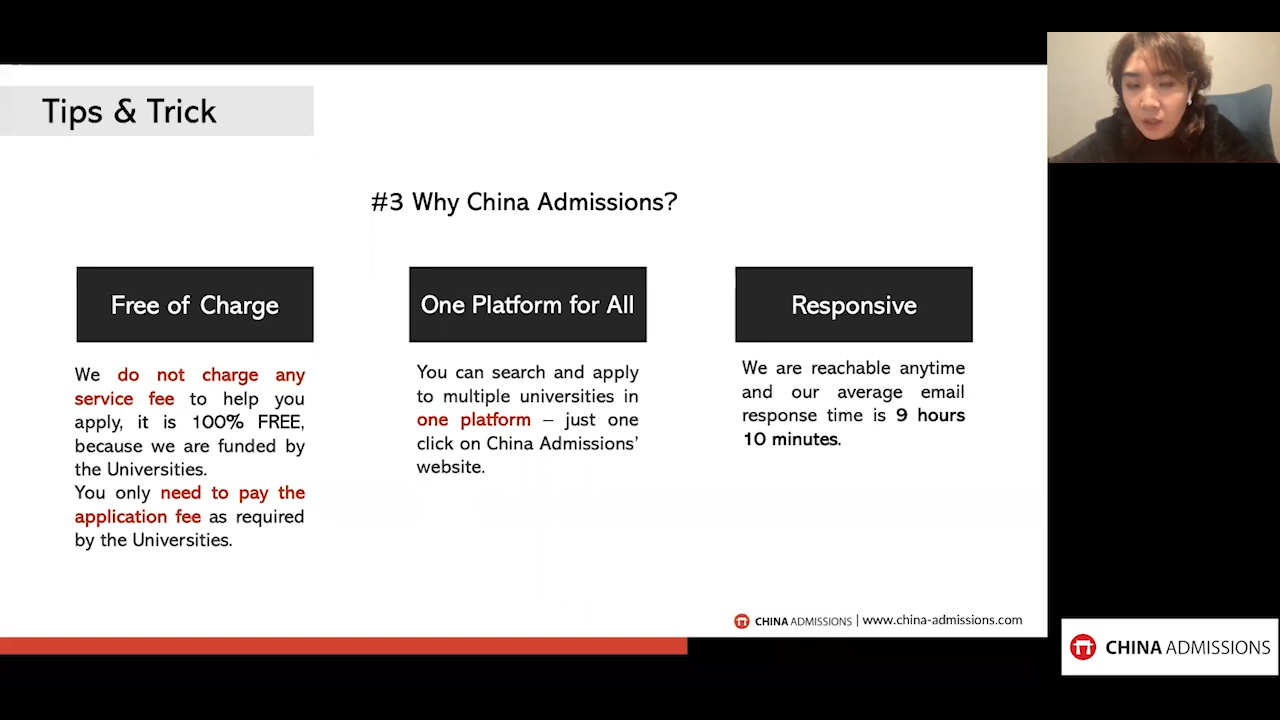 Tips & Trick
#3 Why China Admissions?
Free of Charge
We do not charge any
service fee to help you
apply, it is 100% FREE,
because we are funded by
the Universities.
You only need to pay the
application fee as required
by the Universities.
One Platform for All
You can search and apply
to multiple universities in
one platform – just one
click on China Admissions’
website.
Responsive
We are reachable anytime
and our average email
response time is 9 hours
10 minutes.
CHINA ADMISSIONS | www.china-admissions.com
CHINA ADMISSIONS